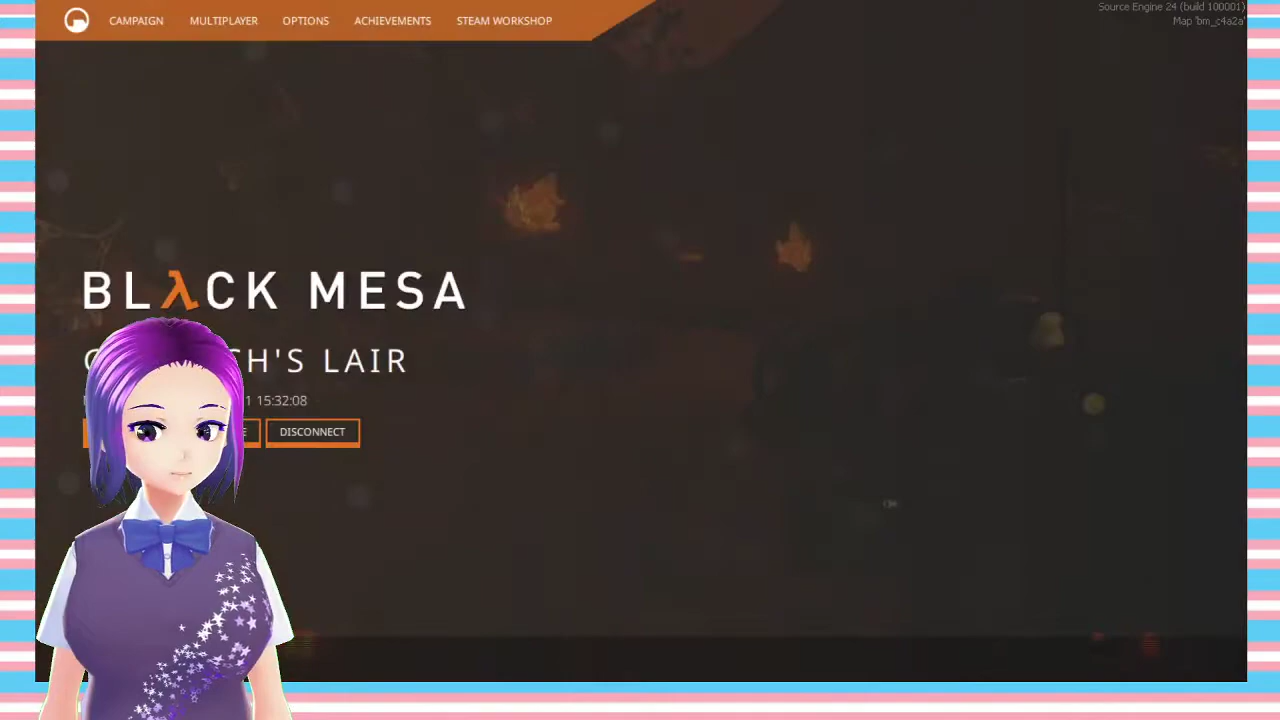 CAMPAIGN MULTIPLAYER OPTIONS ACHIEVEMENTS STEAM WORKSHOP
Source Engine 24 (build 100001)
Map 'bm_c4a2a'
BLλCK MESA
H'S LAIR
1 15:32:08
E DISCONNECT